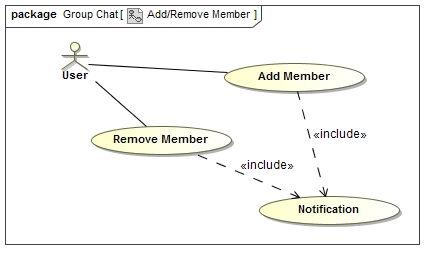 package Group Chat [ Add/Remove Member ]
User
Add Member
«include»
Remove Member
«include»
Notification